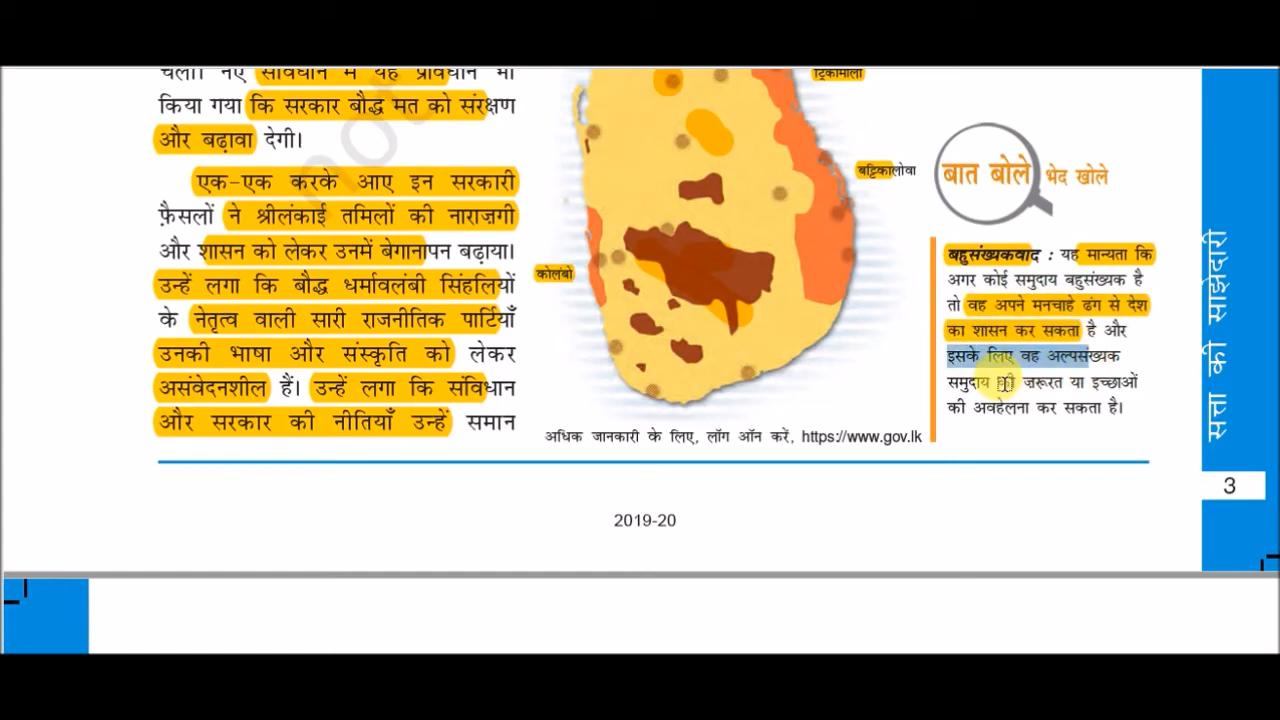 चला। नए संविधान में यह प्रावधान भी
किया गया कि सरकार बौद्ध मत को संरक्षण
और बढ़ावा देगी।
एक-एक करके आए इन सरकारी
फ़ैसलों ने श्रीलंकाई तमिलों की नाराज़गी
और शासन को लेकर उनमें बेगानापन बढ़ाया।
उन्हें लगा कि बौद्ध धर्मावलंबी सिंहलियों
के नेतृत्व वाली सारी राजनीतिक पार्टियाँ
उनकी भाषा और संस्कृति को लेकर
असंवेदनशील हैं। उन्हें लगा कि संविधान
और सरकार की नीतियाँ उन्हें समान
not
ट्रिंकोमाली
बट्टिकालोवा
कोलंबो
अधिक जानकारी के लिए, लॉग ऑन करें, https://www.gov.lk
बात बोले भेद खोले
बहुसंख्यकवाद : यह मान्यता कि
अगर कोई समुदाय बहुसंख्यक है
तो वह अपने मनचाहे ढंग से देश
का शासन कर सकता है और
इसके लिए वह अल्पसंख्यक
समुदाय की ज़रूरत या इच्छाओं
की अवहेलना कर सकता है।
सत्ता की साझेदारी
3
2019-20